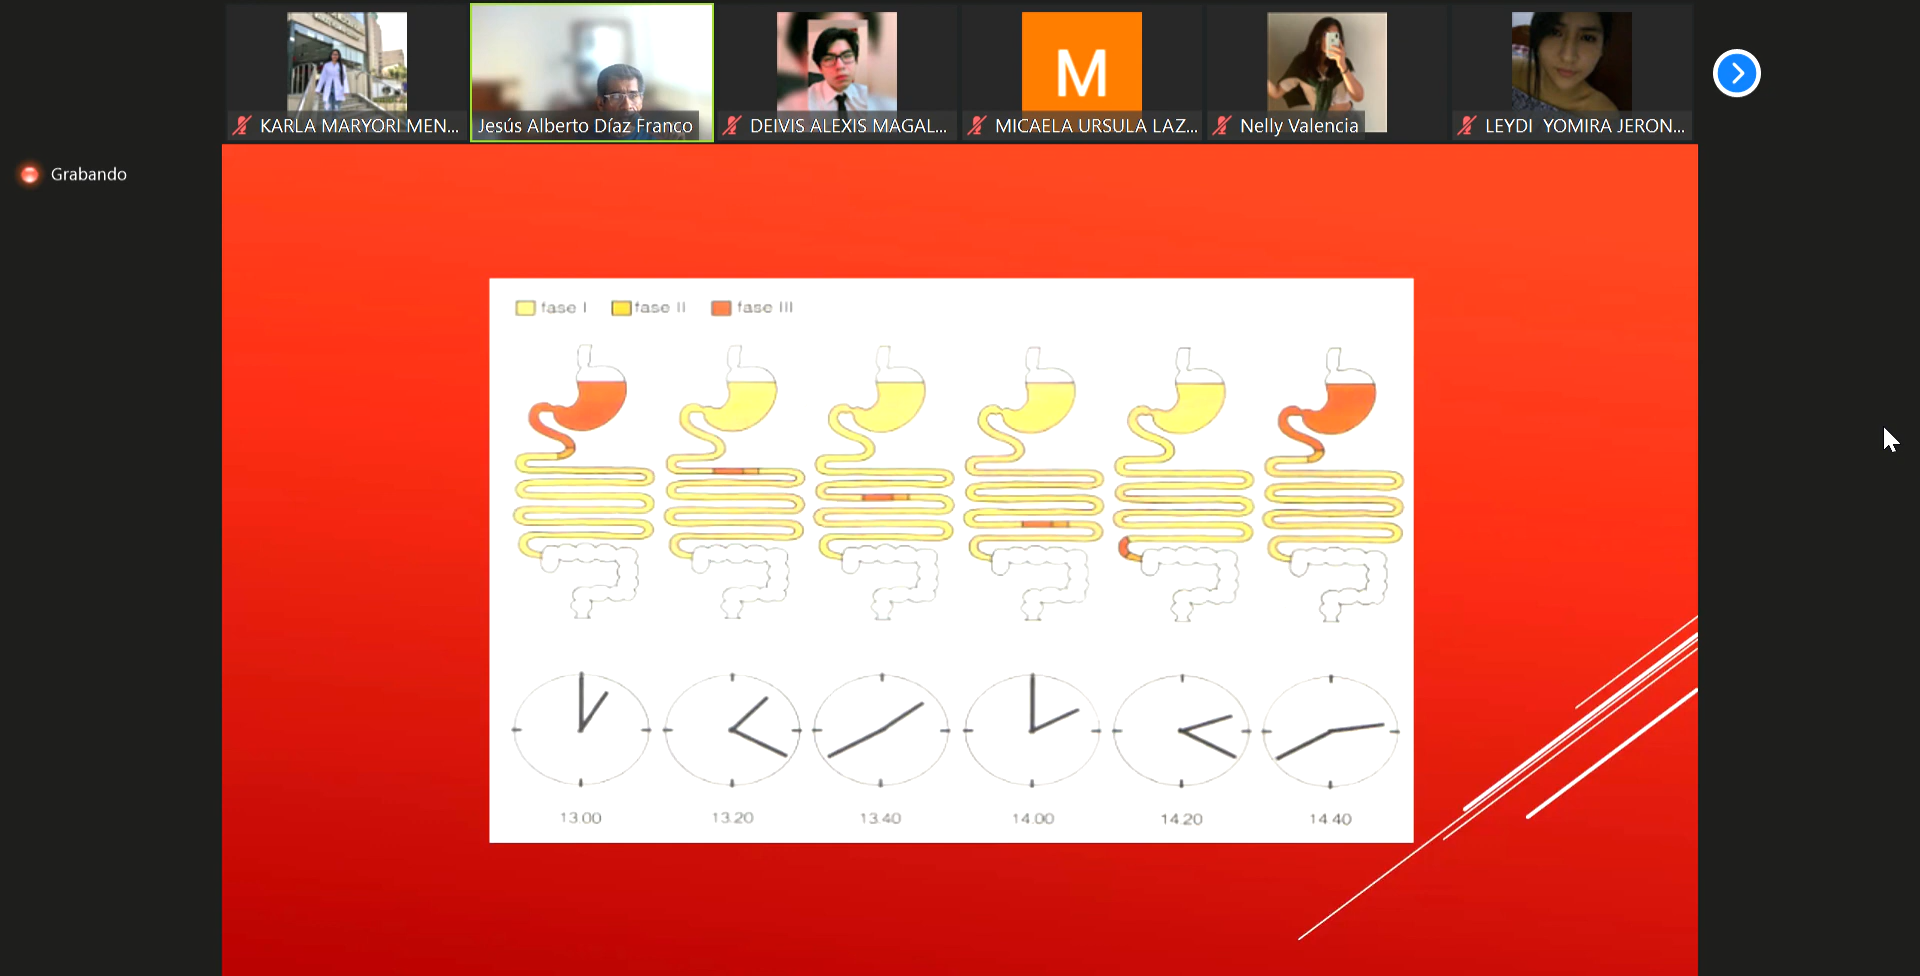 KARLA MARYORI MEN...
Jesús Alberto Díaz Franco
DEIVIS ALEXIS MAGAL...
M
MICAELA URSULA LAZ...
Nelly Valencia
LEYDI YOMIRA JERON...
Grabando
fase I
fase II
fase III
13.00
13.20
13.40
14.00
14.20
14 40